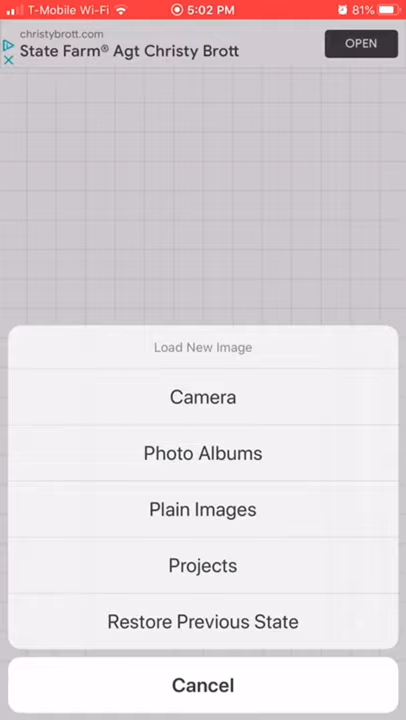 T-Mobile Wi-Fi 5:02 PM 81%
christybrott.com
State Farm® Agt Christy Brott
OPEN
Load New Image
Camera
Photo Albums
Plain Images
Projects
Restore Previous State
Cancel